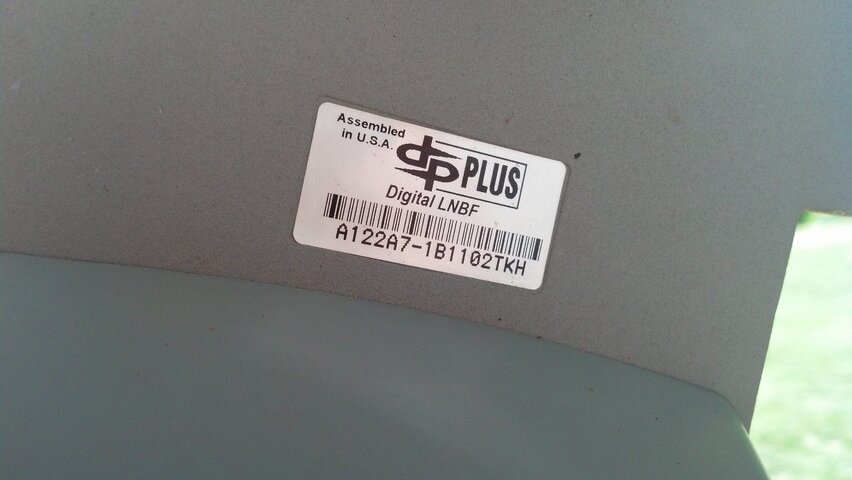 Assembled
in U.S.A.
dp PLUS
Digital LNBF
A122A7-1B1102TKH